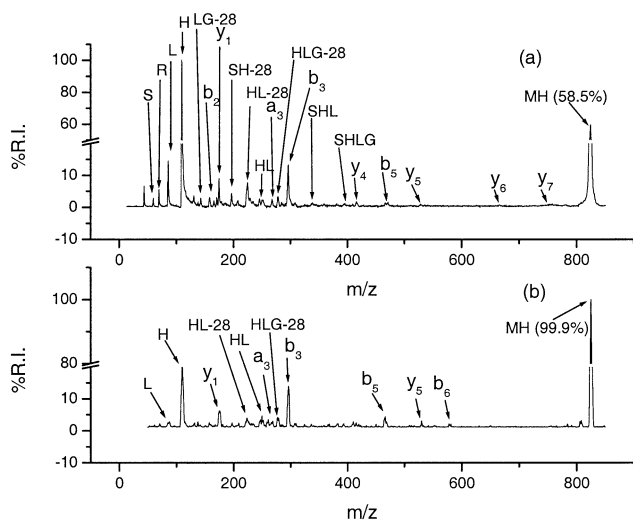 (a)
H
LG-28
y1
L
R
S
b2
SH-28
HL-28
HL
a3
HLG-28
b3
SHL
SHLG
y4
b5
y5
y6
y7
MH (58.5%)
%R.I.
100
80
60
10
0
-10
0
200
400
600
800
m/z
(b)
H
L
y1
HL-28
HL
a3
HLG-28
b3
b5
y5
b6
MH (99.9%)
%R.I.
100
80
10
0
-10
0
200
400
600
800
m/z